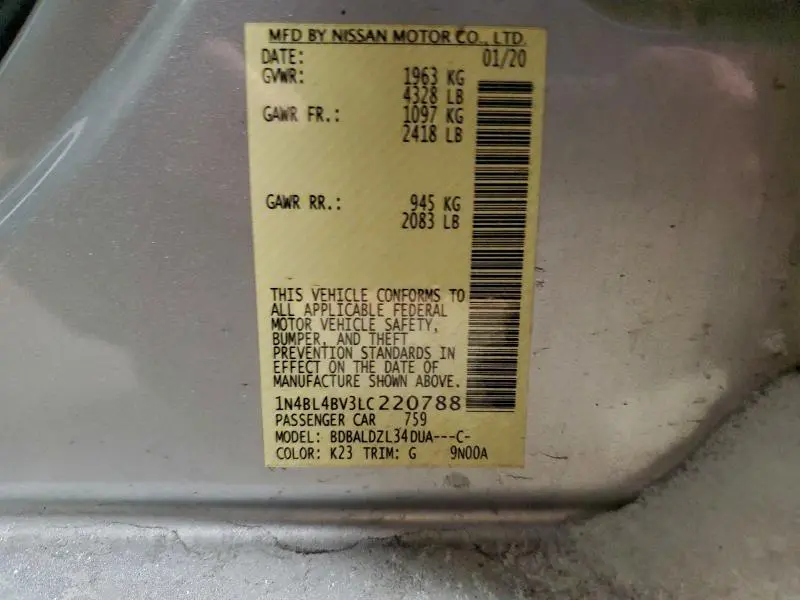 MFD BY NISSAN MOTOR CO., LTD.
DATE: 01/20
GVWR: 1963 KG
4328 LB
GAWR FR.: 1097 KG
2418 LB
GAWR RR.: 945 KG
2083 LB
THIS VEHICLE CONFORMS TO
ALL APPLICABLE FEDERAL
MOTOR VEHICLE SAFETY,
BUMPER, AND THEFT
PREVENTION STANDARDS IN
EFFECT ON THE DATE OF
MANUFACTURE SHOWN ABOVE.
1N4BL4BV3LC220788
PASSENGER CAR 759
MODEL: BDBALDZL34DUA---C-
COLOR: K23 TRIM: G 9N00A